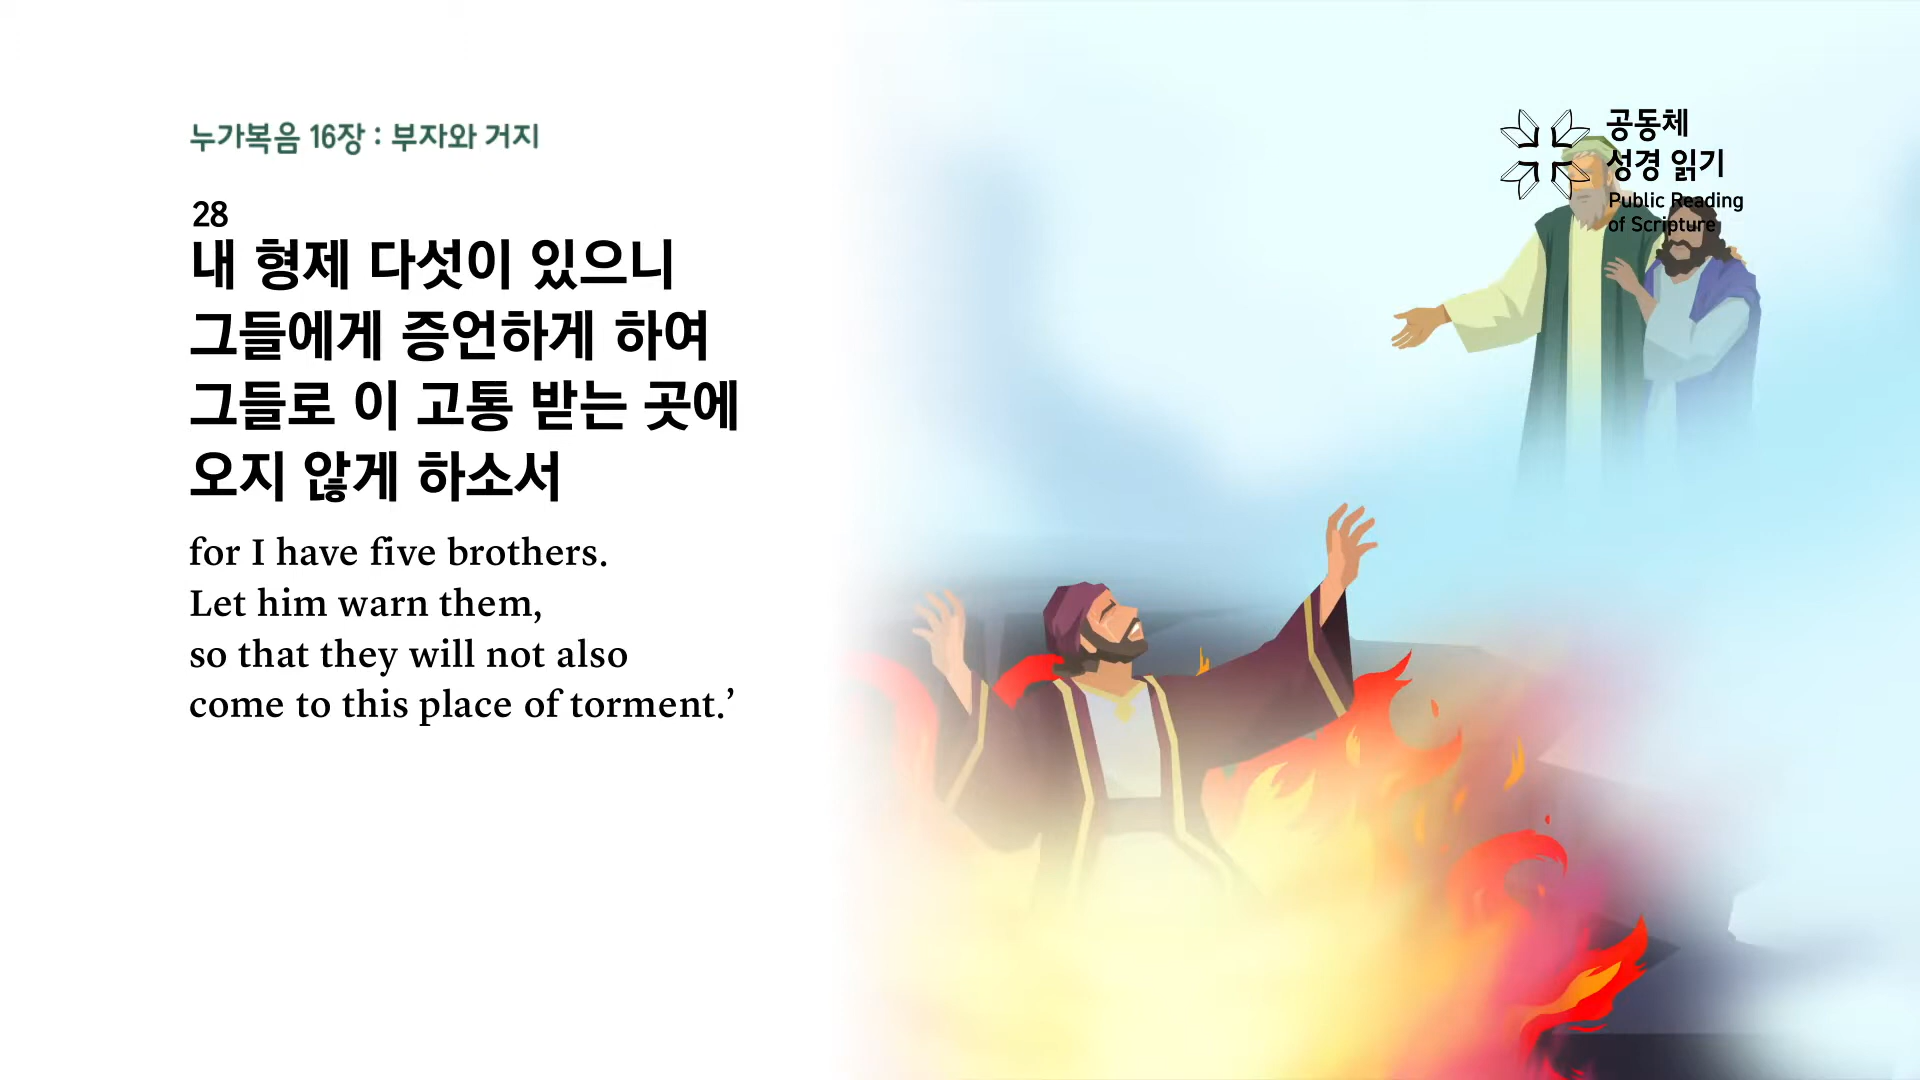 누가복음 16장 : 부자와 거지
28
내 형제 다섯이 있으니
그들에게 증언하게 하여
그들로 이 고통 받는 곳에
오지 않게 하소서
for I have five brothers.
Let him warn them,
so that they will not also
come to this place of torment.’
공동체
성경 읽기
Public Reading
of Scripture